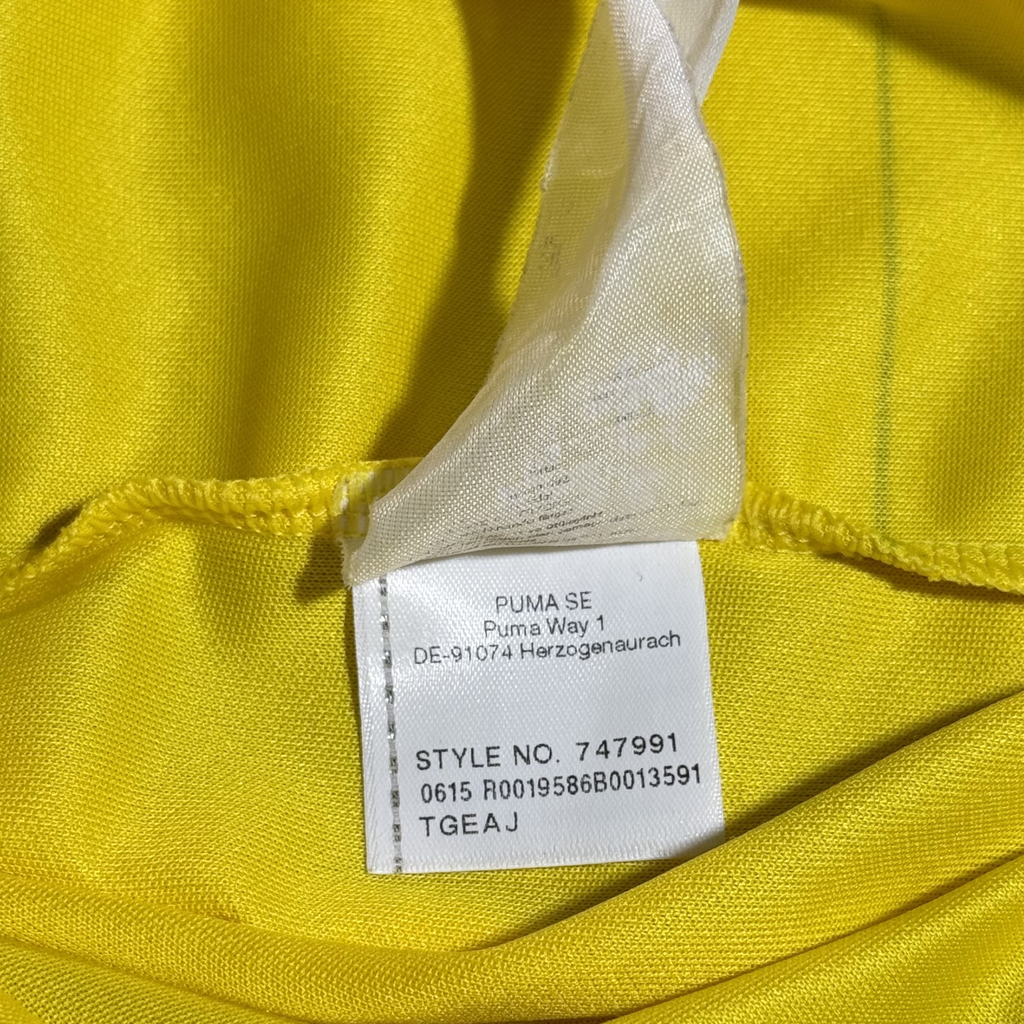 PUMA SE
Puma Way 1
DE-91074 Herzogenaurach
STYLE NO. 747991
0615 R0019586B0013591
TGEAJ